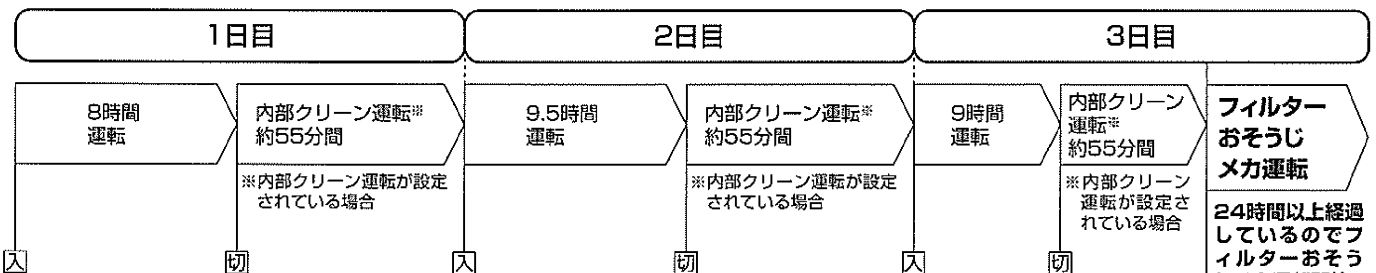 1日目
2日目
3日目
8時間
運転
内部クリーン運転※
約55分間
※内部クリーン運転が設定
されている場合
9.5時間
運転
内部クリーン運転※
約55分間
※内部クリーン運転が設定
されている場合
9時間
運転
内部クリーン
運転※
約55分間
※内部クリーン
運転が設定さ
れている場合
フィルター
おそうじ
メカ運転
24時間以上経過
しているのでフ
ィルターおそう
入
切
入
切
入
切